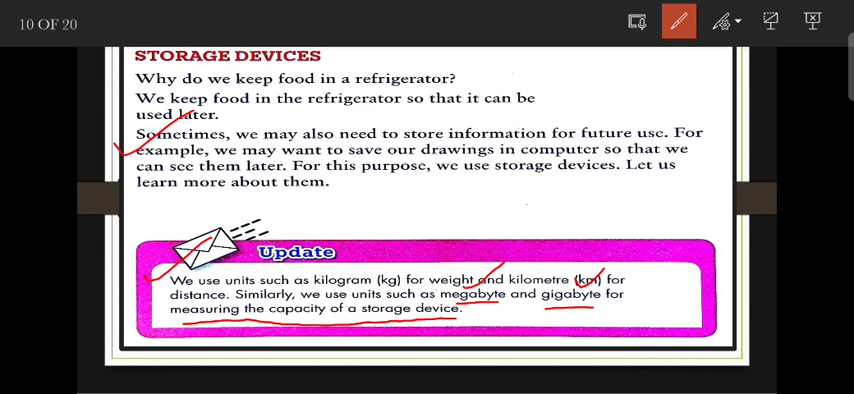 10 OF 20
STORAGE DEVICES
Why do we keep food in a refrigerator?
We keep food in the refrigerator so that it can be
used later.
Sometimes, we may also need to store information for future use. For
example, we may want to save our drawings in computer so that we
can see them later. For this purpose, we use storage devices. Let us
learn more about them.
Update
We use units such as kilogram (kg) for weight and kilometre (km) for
distance. Similarly, we use units such as megabyte and gigabyte for
measuring the capacity of a storage device.